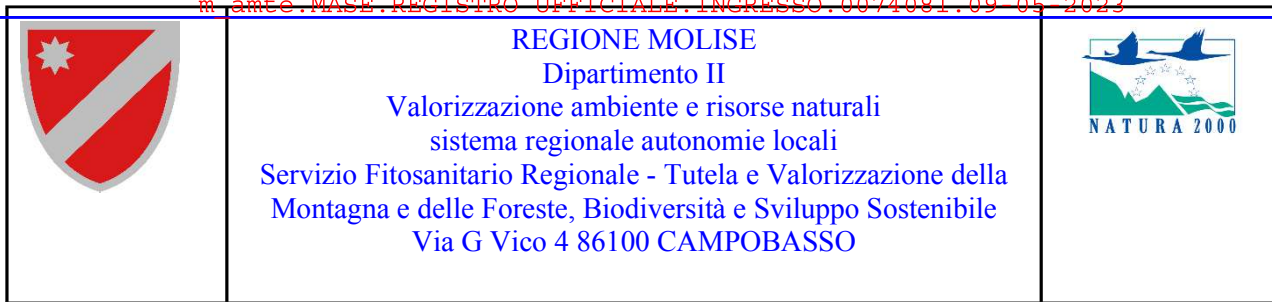 m_amte.MASE.REGISTRO UFFICIALE.INGRESSO.0074081.09-05-2023
REGIONE MOLISE
Dipartimento II
Valorizzazione ambiente e risorse naturali
sistema regionale autonomie locali
Servizio Fitosanitario Regionale - Tutela e Valorizzazione della
Montagna e delle Foreste, Biodiversità e Sviluppo Sostenibile
Via G Vico 4 86100 CAMPOBASSO
NATURA 2000